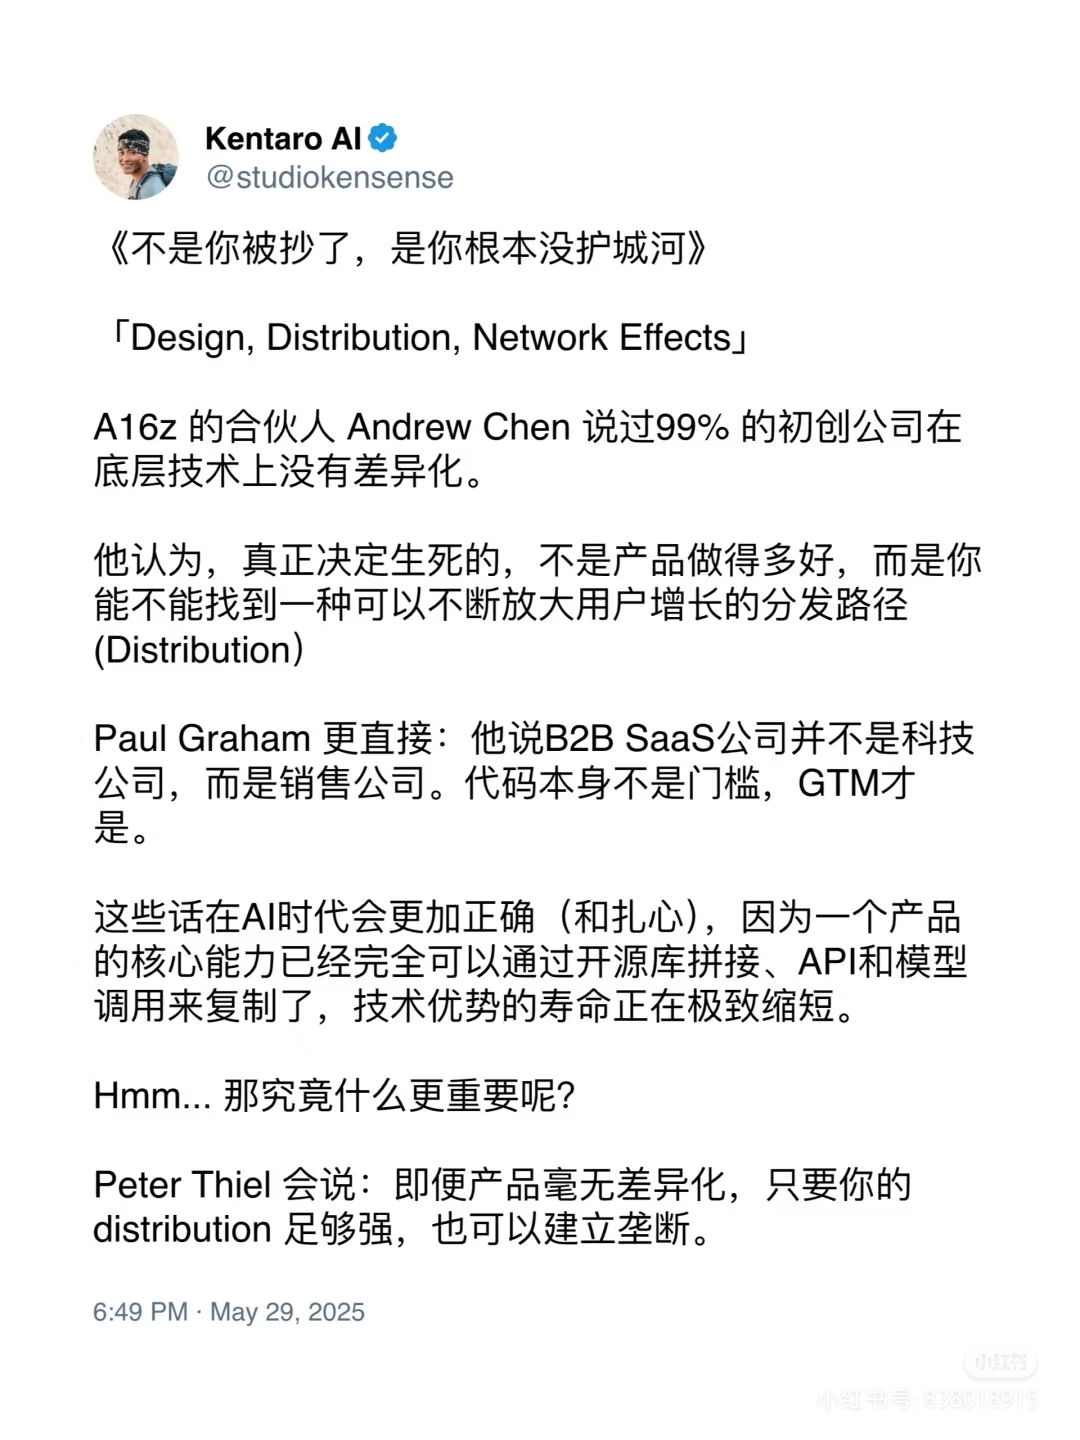 Kentaro AI
@studiokensense
《不是你被抄了，是你根本没护城河》
「Design, Distribution, Network Effects」
A16z 的合伙人 Andrew Chen 说过99% 的初创公司在
底层技术上没有差异化。
他认为，真正决定生死的，不是产品做得多好，而是你
能不能找到一种可以不断放大用户增长的分发路径
(Distribution）
Paul Graham 更直接：他说B2B SaaS公司并不是科技
公司，而是销售公司。代码本身不是门槛，GTM才
是。
这些话在AI时代会更加正确（和扎心），因为一个产品
的核心能力已经完全可以通过开源库拼接、API和模型
调用来复制了，技术优势的寿命正在极致缩短。
Hmm... 那究竟什么更重要呢？
Peter Thiel 会说：即便产品毫无差异化，只要你的
distribution 足够强，也可以建立垄断。
6:49 PM · May 29, 2025
小红书
小红书号: 838018915